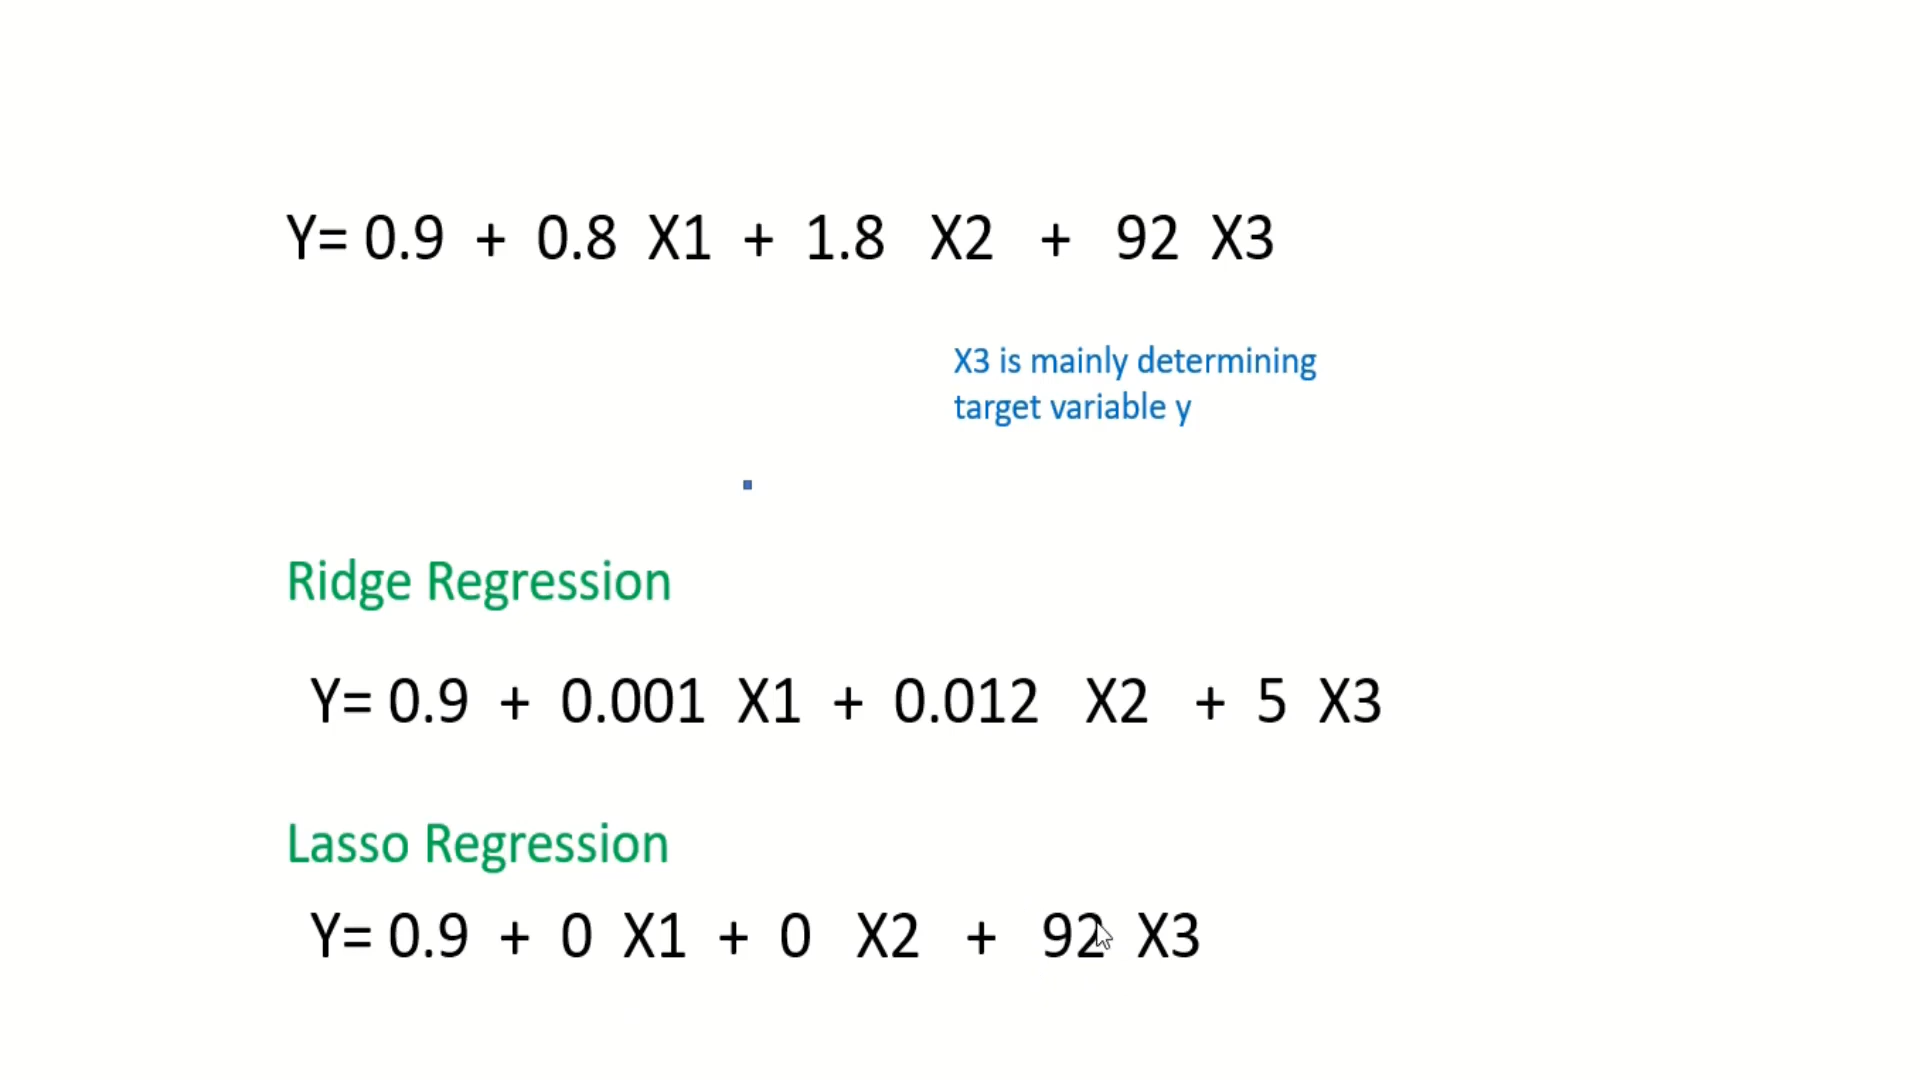 Y= 0.9 + 0.8 X1 + 1.8 X2 + 92 X3
X3 is mainly determining
target variable y
Ridge Regression
Y= 0.9 + 0.001 X1 + 0.012 X2 + 5 X3
Lasso Regression
Y= 0.9 + 0 X1 + 0 X2 + 92 X3